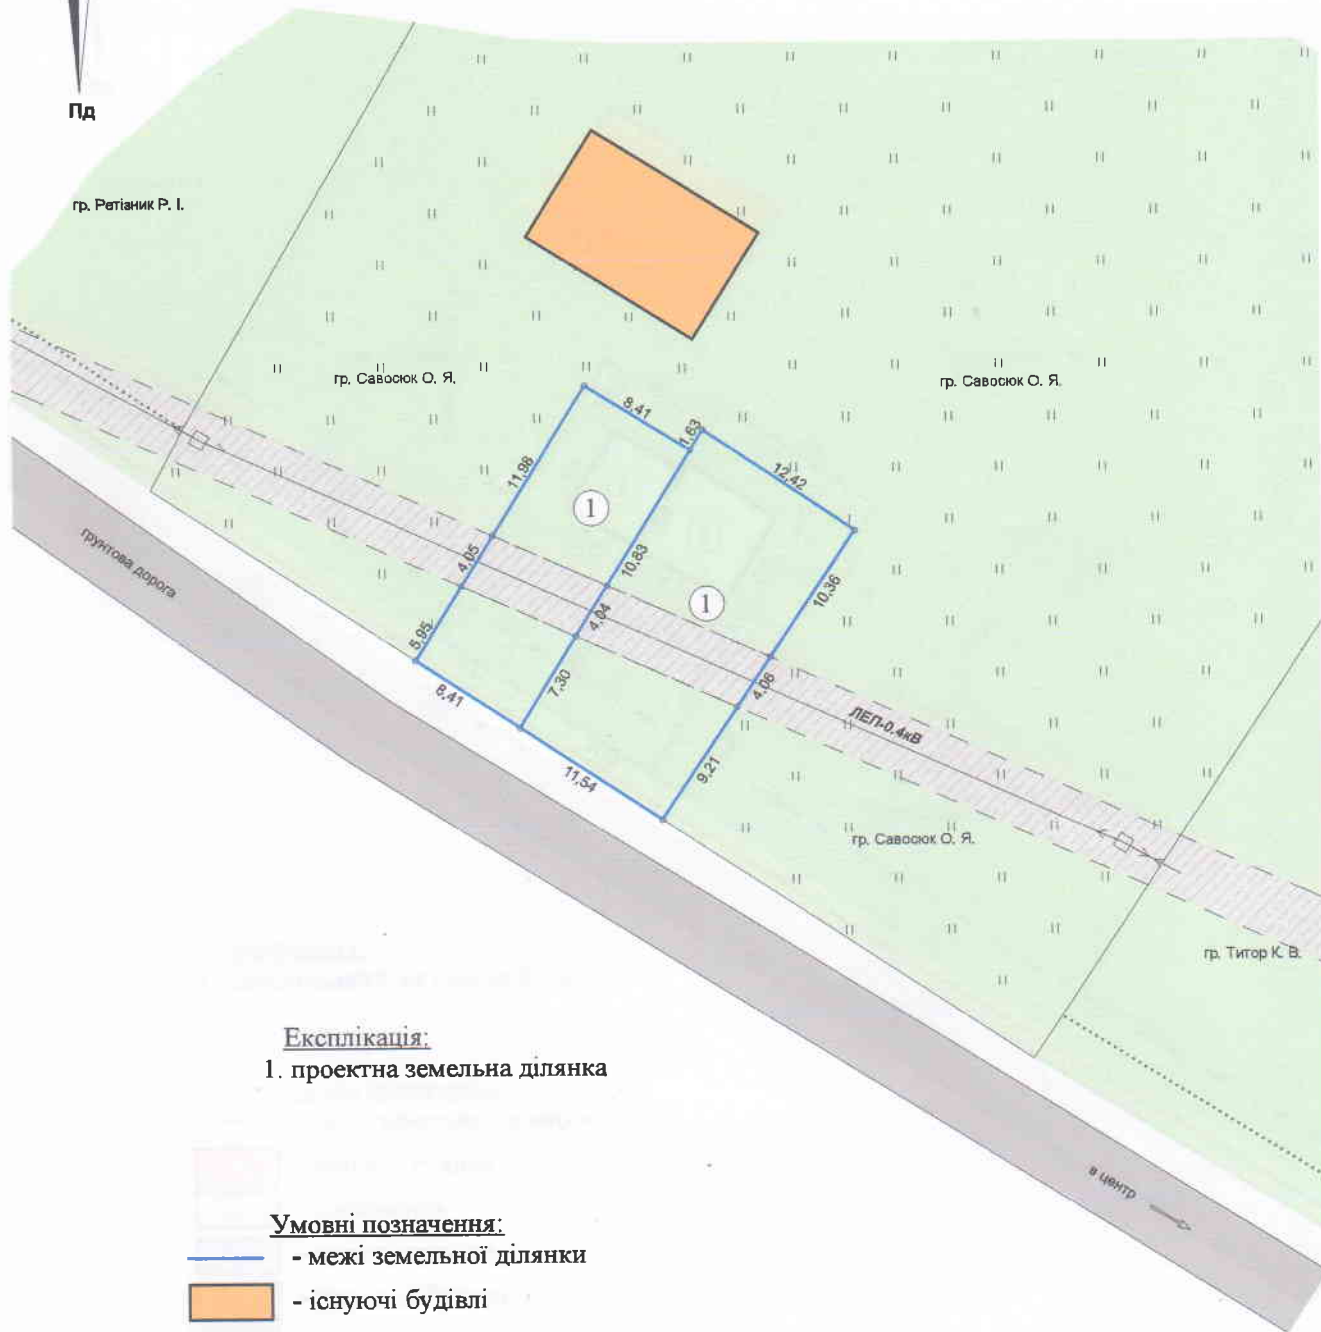 Пд
гр. Ретізник Р. І.
гр. Савосюк О. Я.
гр. Савосюк О. Я.
8,41
1,63
12,42
11,98
1
10,83
1
10,36
4,05
4,04
4,06
5,95
7,30
9,21
8,41
11,54
ЛЕП-0.4кВ
грунтова дорога
гр. Савосюк О. Я.
гр. Титор К. В.
в центр
Експлікація:
1. проектна земельна ділянка
Умовні позначення:
- межі земельної ділянки
- існуючі будівлі